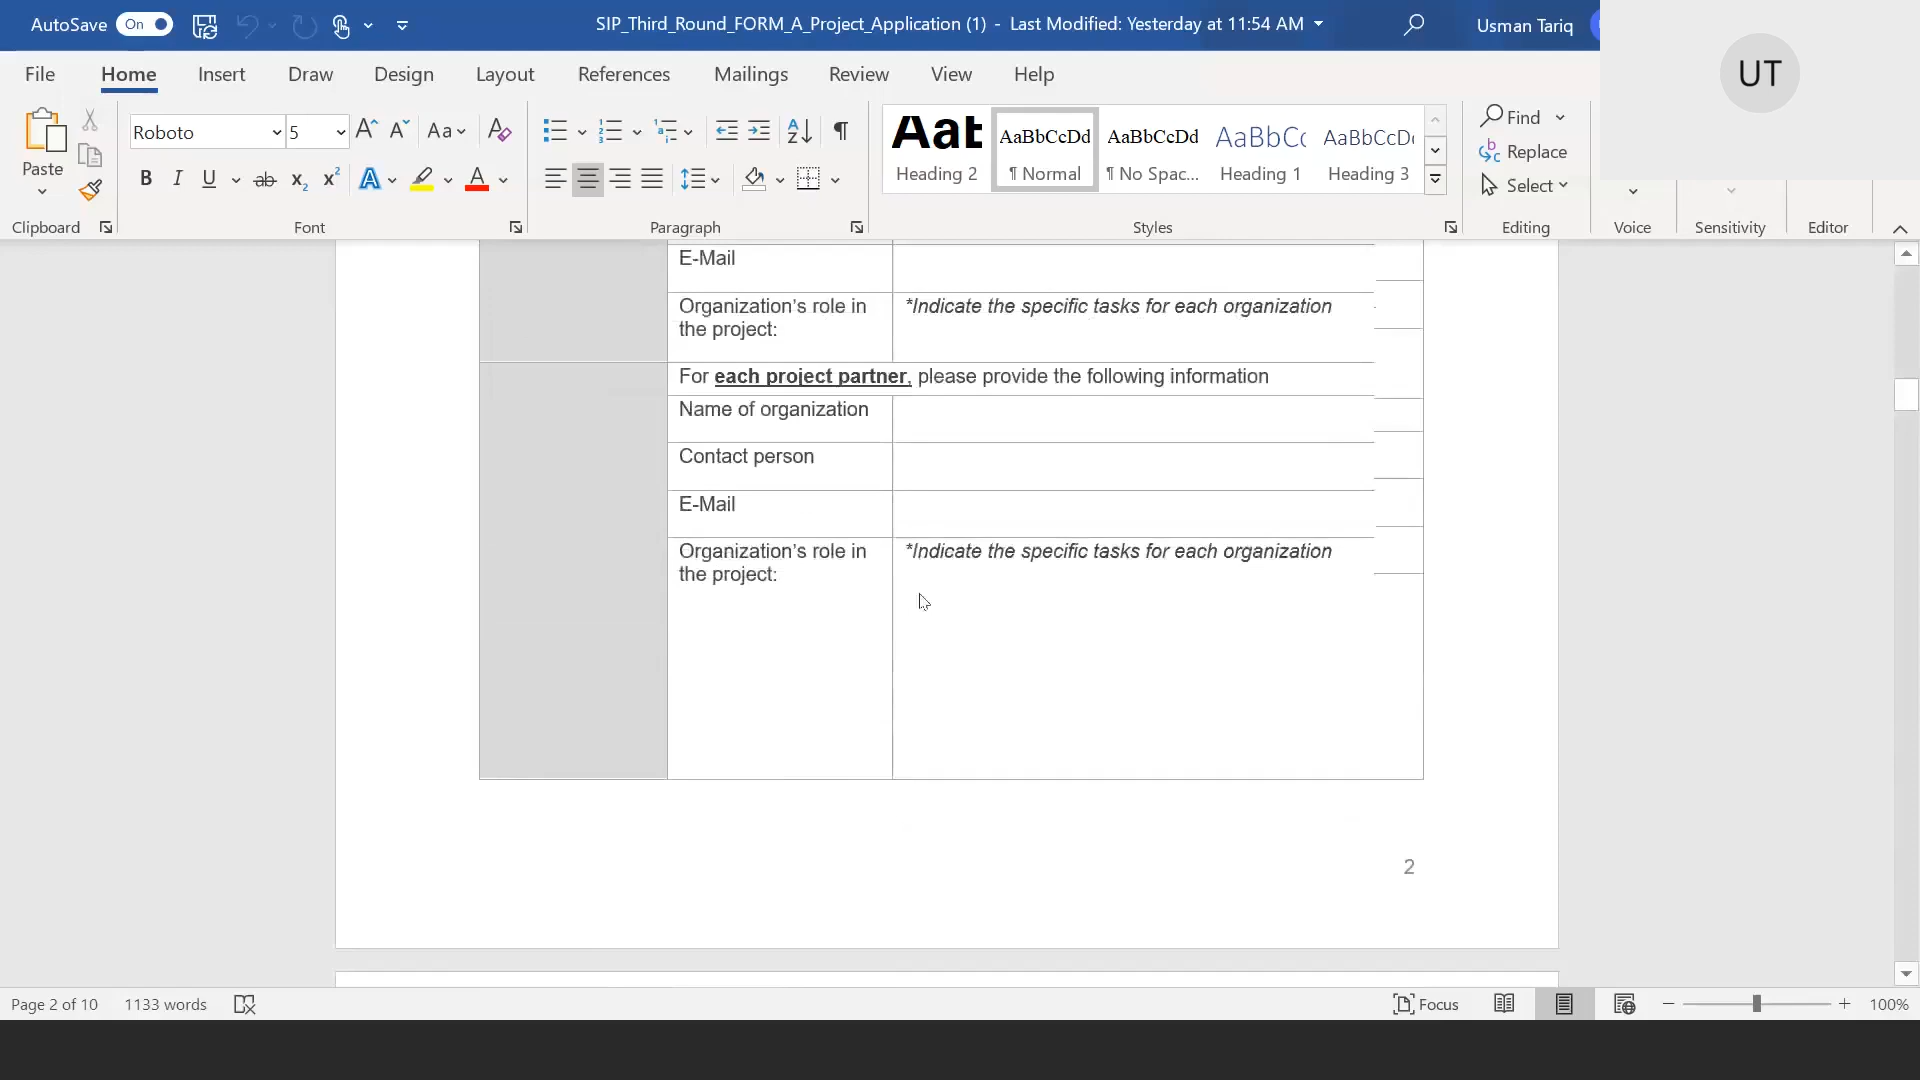 AutoSave On SIP_Third_Round_FORM_A_Project_Application (1) - Last Modified: Yesterday at 11:54 AM Usman Tariq
UT
File Home Insert Draw Design Layout References Mailings Review View Help
Paste
Roboto 5
Aa
B I U ab x₂ x² A A
AaB AaBbCcDd AaBbCcDd AaBbCc AaBbCcD
Heading 2 ¶ Normal ¶ No Spac... Heading 1 Heading 3
Find
Replace
Select
Clipboard Font Paragraph Styles Editing Voice Sensitivity Editor
E-Mail
Organization's role in
the project:
*Indicate the specific tasks for each organization
For each project partner, please provide the following information
Name of organization
Contact person
E-Mail
Organization's role in
the project:
*Indicate the specific tasks for each organization
2
Page 2 of 10 1133 words Focus 100%